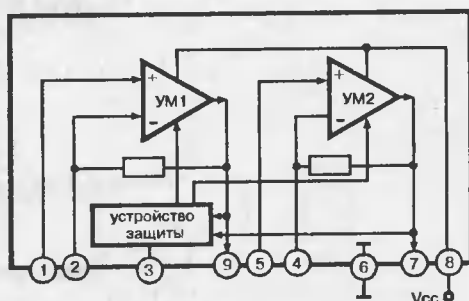 +
УМ1
-
+
УМ2
-
устройство
защиты
1 2 3 9 5 4 6 7 8
Vcc